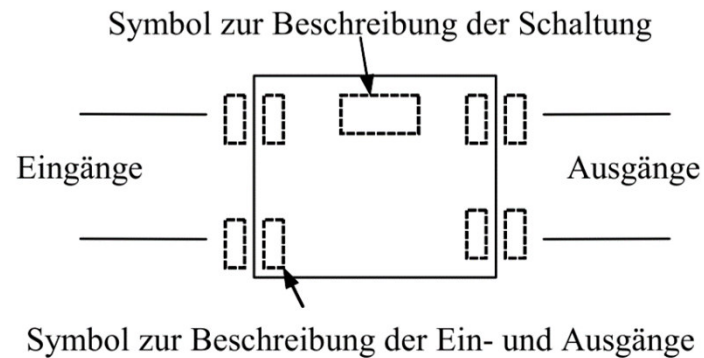 Symbol zur Beschreibung der Schaltung
Eingänge
Ausgänge
Symbol zur Beschreibung der Ein- und Ausgänge